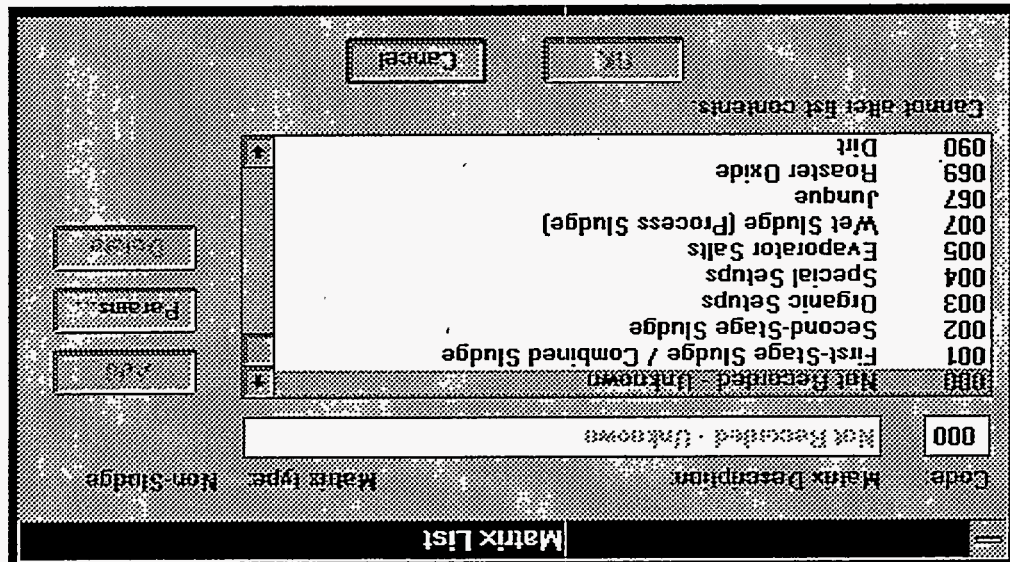 Matrix List
Code: Matrix Description: Matrix type: Non-Sludge
000 Not Recorded - Unknown
000 Not Recorded - Unknown
001 First-Stage Sludge / Combined Sludge
002 Second-Stage Sludge
003 Organic Setups
004 Special Setups
005 Evaporator Salts
007 Wet Sludge (Process Sludge)
067 Junque
069 Roaster Oxide
090 Dirt
Add
Params...
Delete
Cannot alter list contents.
OK Cancel